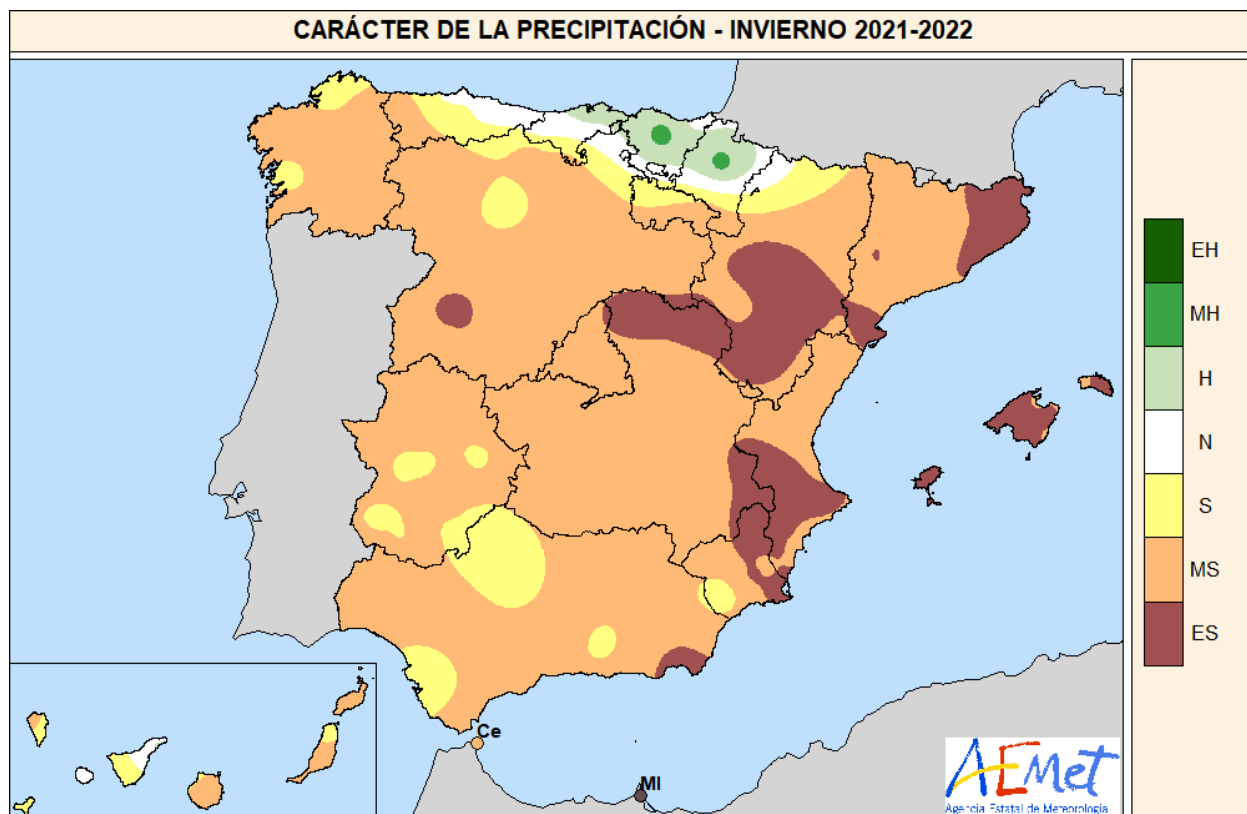 CARÁCTER DE LA PRECIPITACIÓN - INVIERNO 2021-2022
EH
MH
H
N
S
MS
ES
Ce
Ml
AEMet
Agencia Estatal de Meteorología